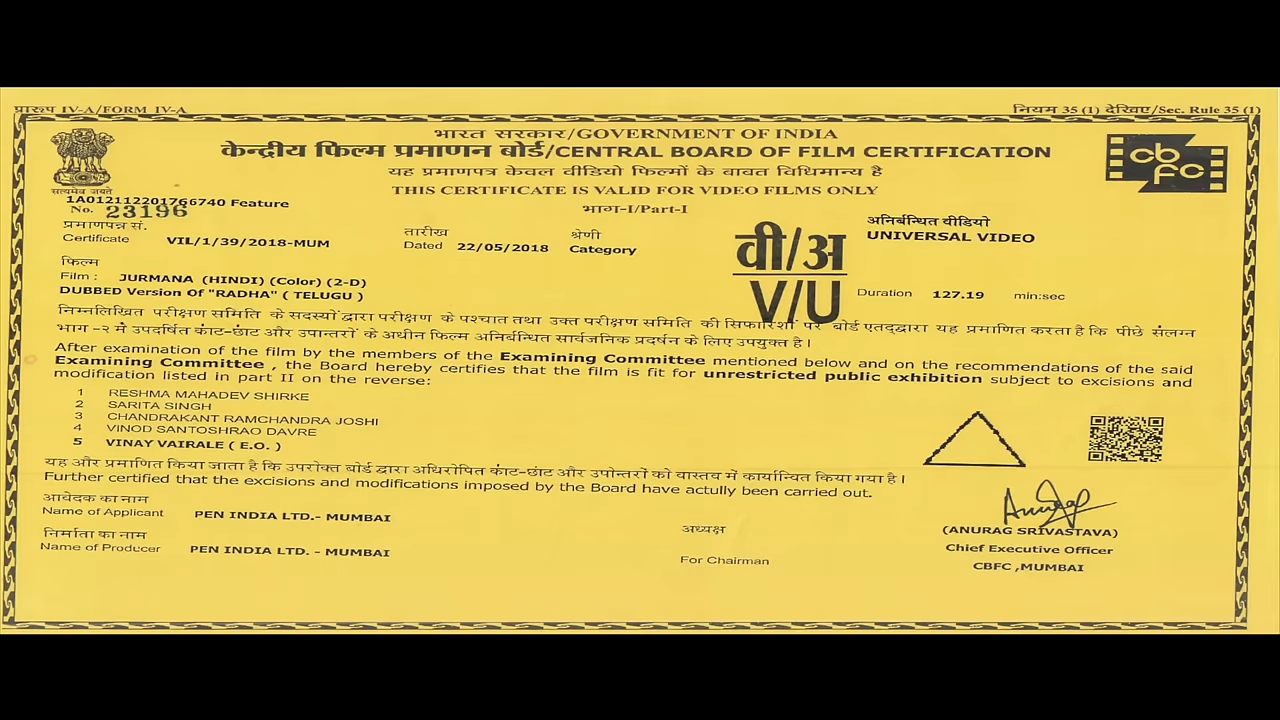 प्रारूप IV-A/FORM IV-A
नियम 35 (1) देखिए/Sec. Rule 35 (1)
भारत सरकार/GOVERNMENT OF INDIA
केन्द्रीय फिल्म प्रमाणन बोर्ड/CENTRAL BOARD OF FILM CERTIFICATION
यह प्रमाणपत्र केवल वीडियो फिल्मों के बावत विधिमान्य है
THIS CERTIFICATE IS VALID FOR VIDEO FILMS ONLY
भाग-I/Part-I
cb
fc
सत्यमेव जयते
1A012112201766740 Feature
No. 23196
प्रमाणपत्र सं.
Certificate VIL/1/39/2018-MUM
तारीख
Dated 22/05/2018
श्रेणी
Category
वी/अ
V/U
अनिर्बन्धित वीडियो
UNIVERSAL VIDEO
Duration 127.19 min:sec
फिल्म
Film : JURMANA (HINDI) (Color) (2-D)
DUBBED Version Of "RADHA" ( TELUGU )
निम्नलिखित परीक्षण समिति के सदस्यों द्वारा परीक्षण के पश्चात तथा उक्त परीक्षण समिति की सिफारिशों पर बोर्ड एतद्द्वारा यह प्रमाणित करता है कि पीछे संलग्न
भाग -२ में उपदर्षित काट-छाट और उपान्तरों के अधीन फिल्म अनिर्बन्धित सार्वजनिक प्रदर्षन के लिए उपयुक्त है।
After examination of the film by the members of the Examining Committee mentioned below and on the recommendations of the said
Examining Committee , the Board hereby certifies that the film is fit for unrestricted public exhibition subject to excisions and
modification listed in part II on the reverse:
1 RESHMA MAHADEV SHIRKE
2 SARITA SINGH
3 CHANDRAKANT RAMCHANDRA JOSHI
4 VINOD SANTOSHRAO DAVRE
5 VINAY VAIRALE ( E.O. )
यह और प्रमाणित किया जाता है कि उपरोक्त बोर्ड द्वारा अधिरोपित काट-छाट और उपोन्तरों को वास्तव में कार्यान्वित किया गया है।
Further certified that the excisions and modifications imposed by the Board have actully been carried out.
आवेदक का नाम
Name of Applicant PEN INDIA LTD.- MUMBAI
निर्माता का नाम
Name of Producer PEN INDIA LTD. - MUMBAI
अध्यक्ष
For Chairman
(ANURAG SRIVASTAVA)
Chief Executive Officer
CBFC ,MUMBAI